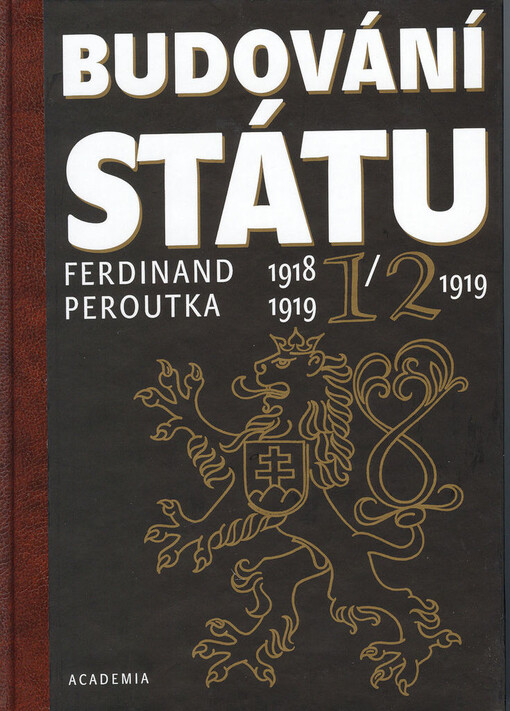 BUDOVÁNÍ
STÁTU
FERDINAND 1918 1/2 1919
PEROUTKA 1919
ACADEMIA